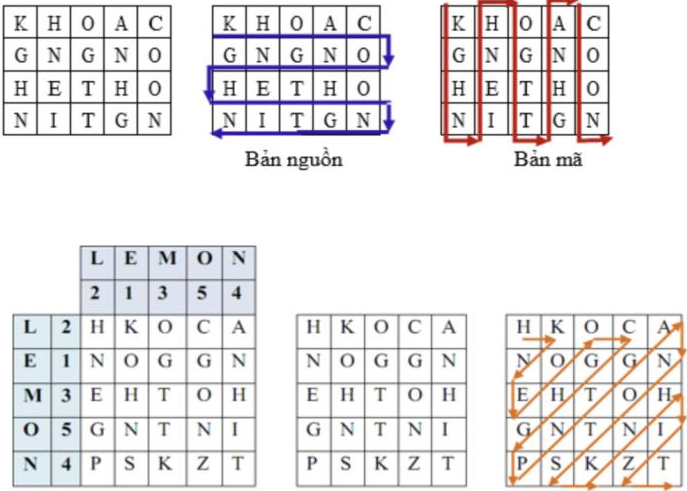 K H O A C
G N G N O
H E T H O
N I T G N
K H O A C
G N G N O
H E T H O
N I T G N
Bản nguồn
K H O A C
G N G N O
H E T H O
N I T G N
Bản mã
L E M O N
2 1 3 5 4
L 2 H K O C A
E 1 N O G G N
M 3 E H T O H
O 5 G N T N I
N 4 P S K Z T
H K O C A
N O G G N
E H T O H
G N T N I
P S K Z T
H K O C A
N O G G N
E H T O H
G N T N I
P S K Z T